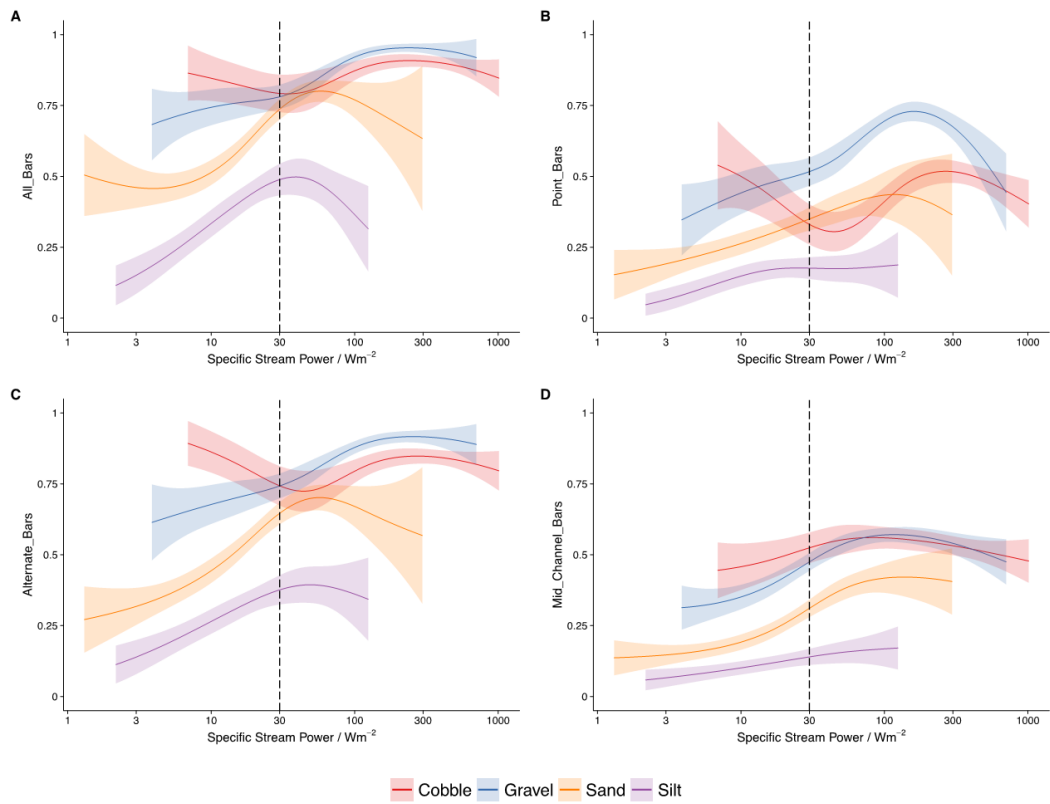 A
All_Bars
1
0.75
0.5
0.25
0
1 3 10 30 100 300 1000
Specific Stream Power / Wm⁻²
B
Point_Bars
1
0.75
0.5
0.25
0
1 3 10 30 100 300 1000
Specific Stream Power / Wm⁻²
C
Alternate_Bars
1
0.75
0.5
0.25
0
1 3 10 30 100 300 1000
Specific Stream Power / Wm⁻²
D
Mid_Channel_Bars
1
0.75
0.5
0.25
0
1 3 10 30 100 300 1000
Specific Stream Power / Wm⁻²
Cobble Gravel Sand Silt